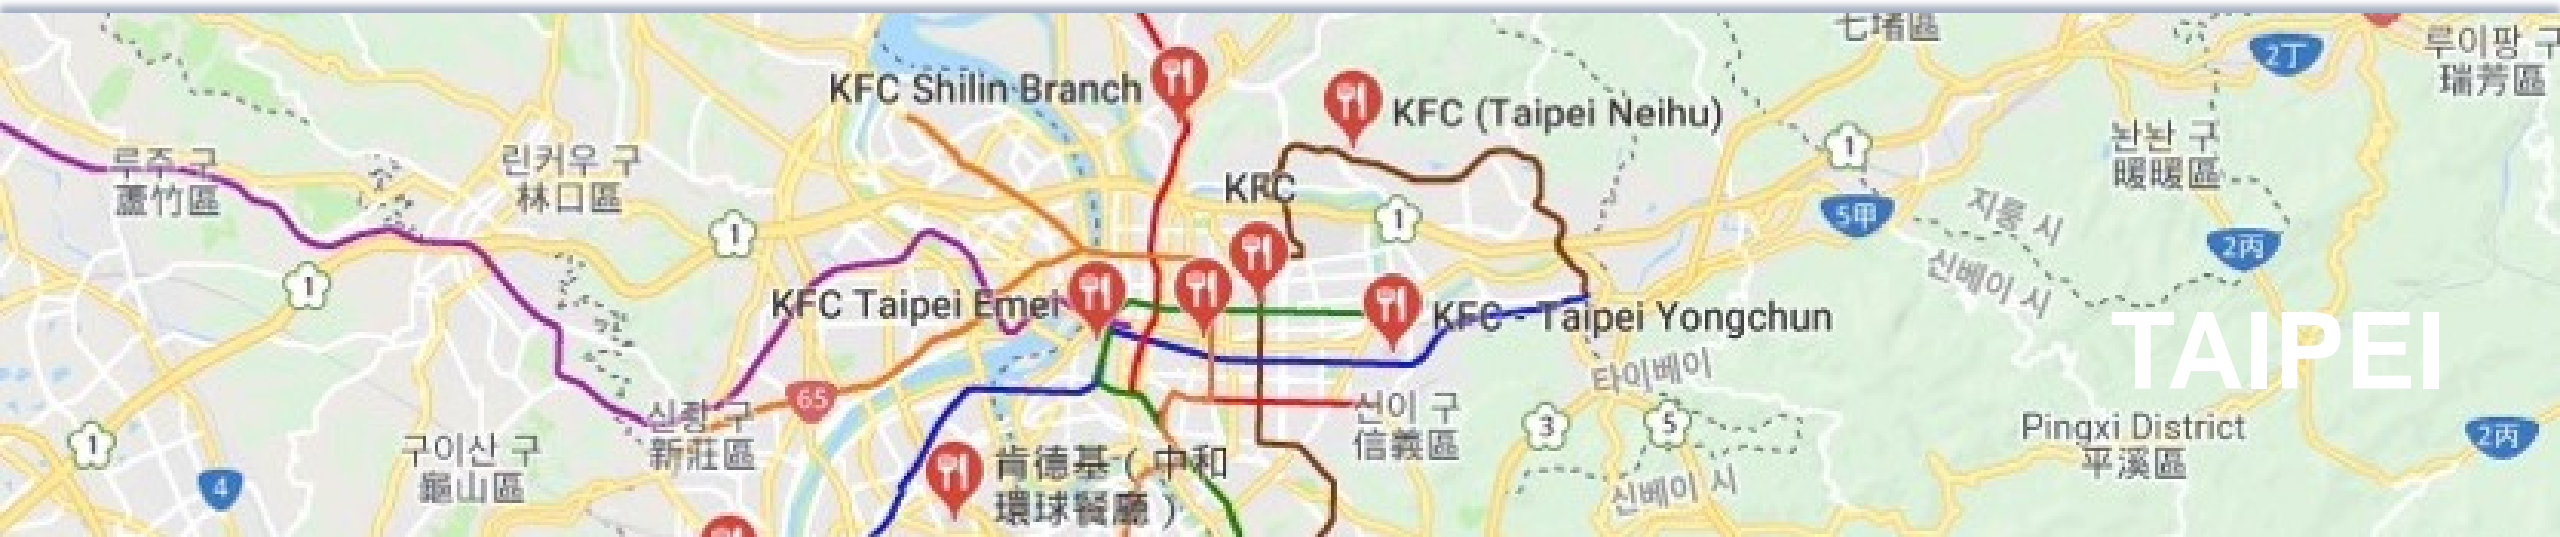 七堵區
루이팡 구
瑞芳區
2丁
KFC Shilin Branch
KFC (Taipei Neihu)
루주 구
蘆竹區
린커우 구
林口區
1
KFC
1
1
5甲
지룽 시
신베이 시
놘놘 구
暖暖區
2丙
1
KFC Taipei Emei
KFC - Taipei Yongchun
TAIPEI
타이베이
65
신좡 구
新莊區
신이 구
信義區
3
5
Pingxi District
平溪區
2丙
1
구이산 구
龜山區
4
肯德基（中和
環球餐廳）
신베이 시